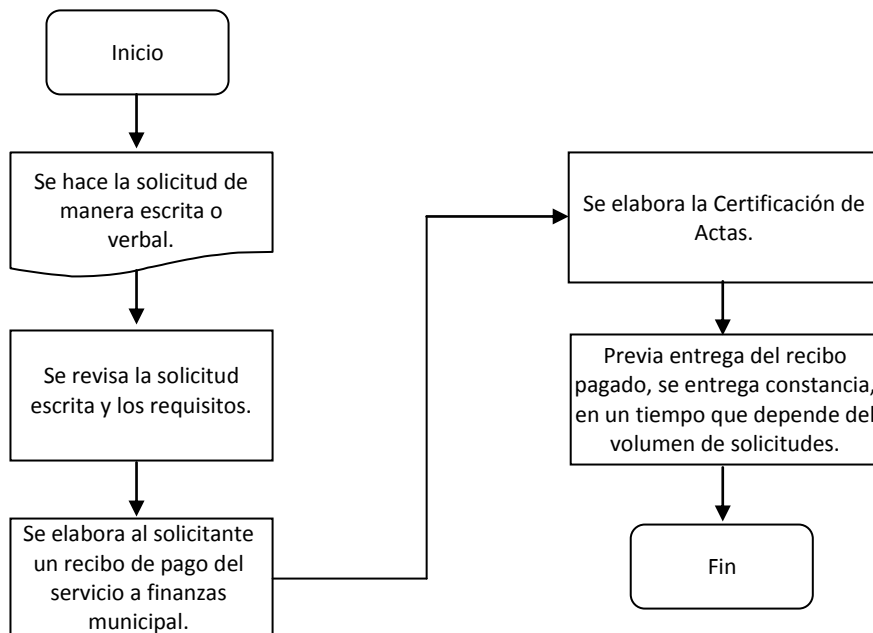 Inicio
Se hace la solicitud de
manera escrita o
verbal.
Se revisa la solicitud
escrita y los requisitos.
Se elabora al solicitante
un recibo de pago del
servicio a finanzas
municipal.
Se elabora la Certificación de
Actas.
Previa entrega del recibo
pagado, se entrega constancia,
en un tiempo que depende del
volumen de solicitudes.
Fin